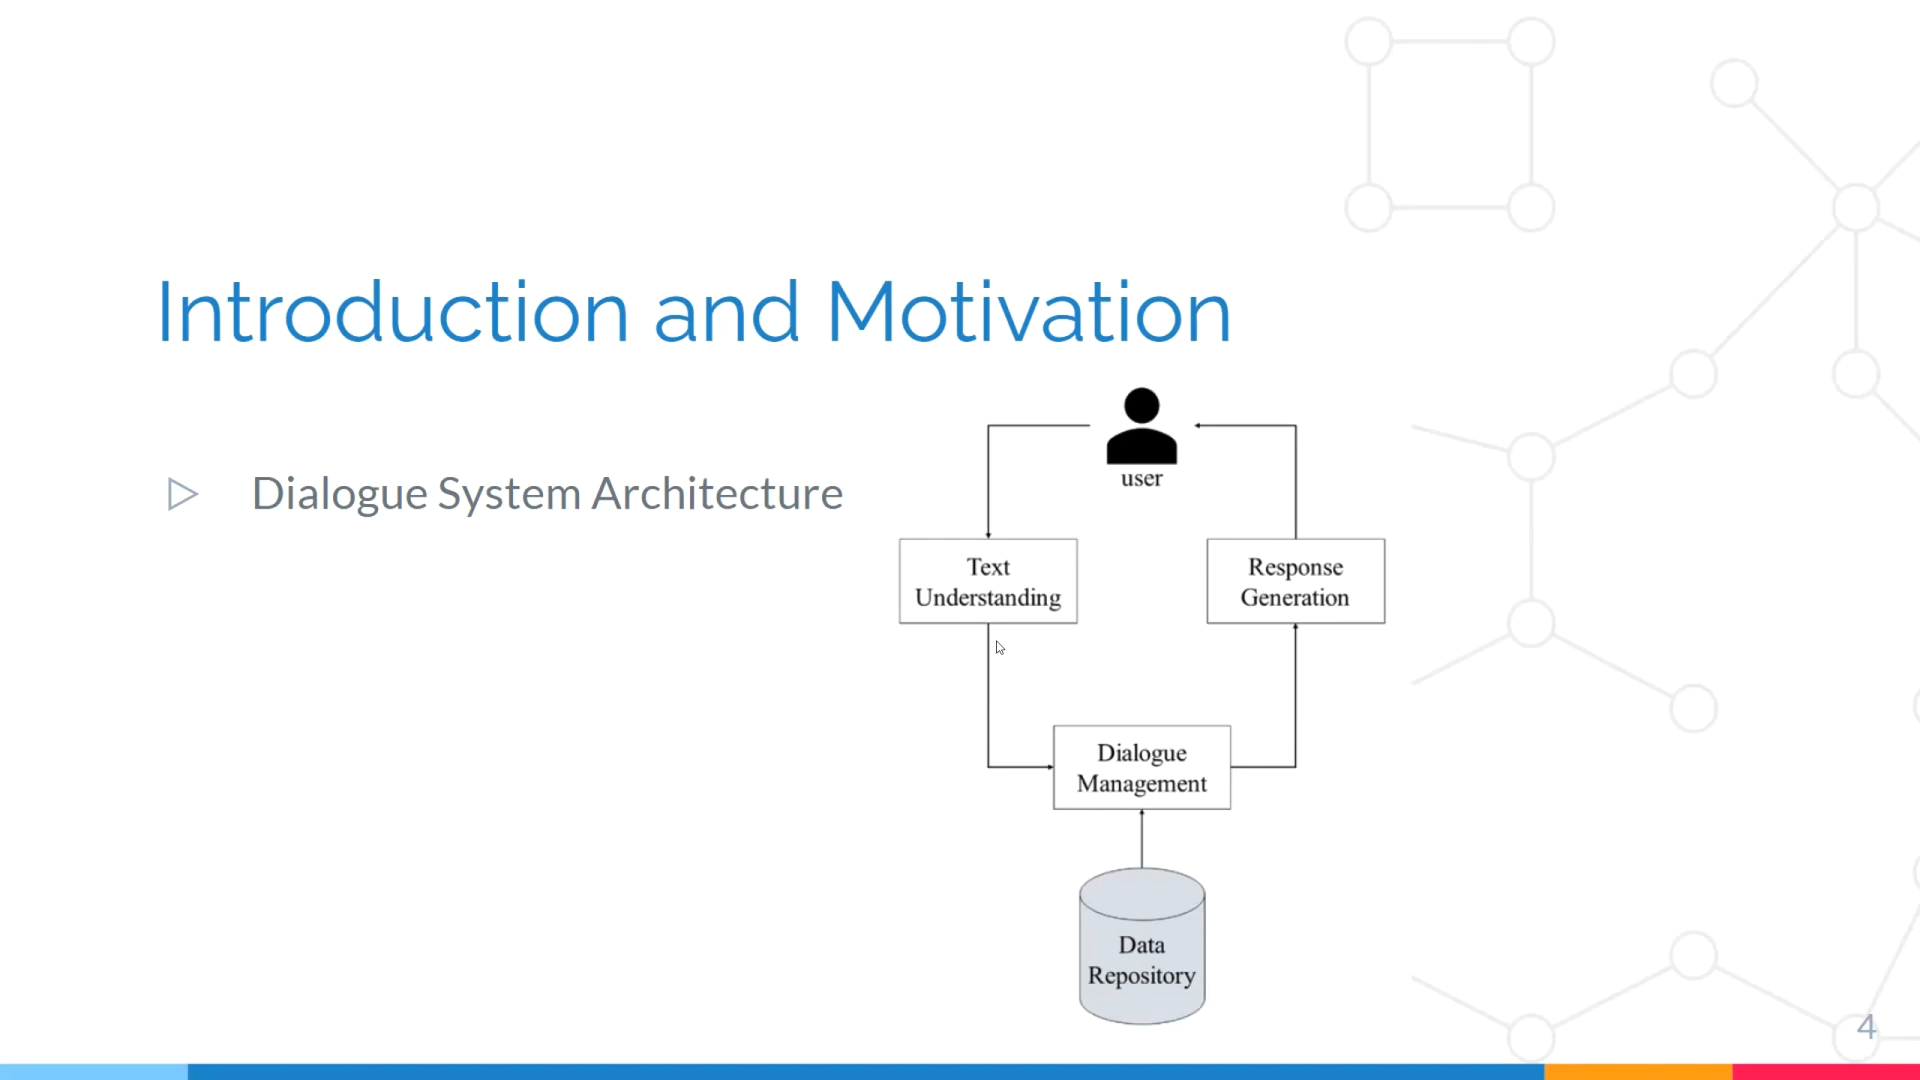 Introduction and Motivation
Dialogue System Architecture
user
Text
Understanding
Response
Generation
Dialogue
Management
Data
Repository
4